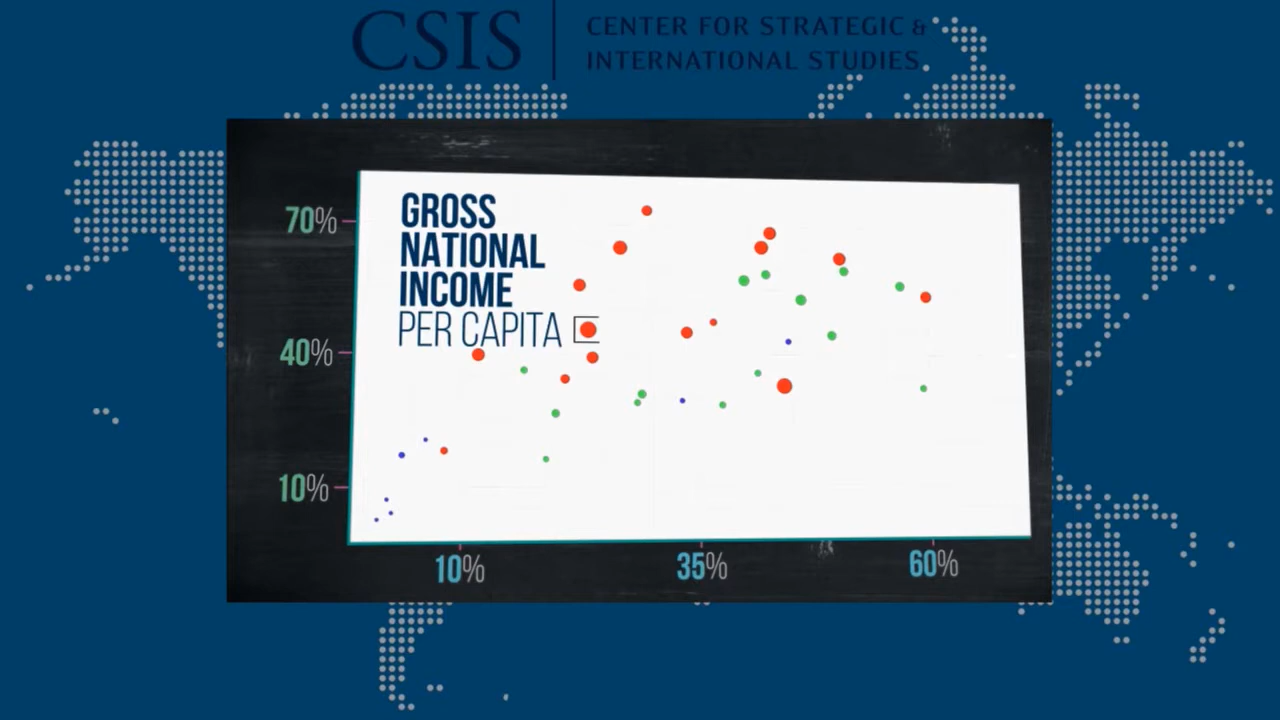 CSIS
CENTER FOR STRATEGIC &
INTERNATIONAL STUDIES
GROSS
NATIONAL
INCOME
PER CAPITA
70%
40%
10%
10%
35%
60%